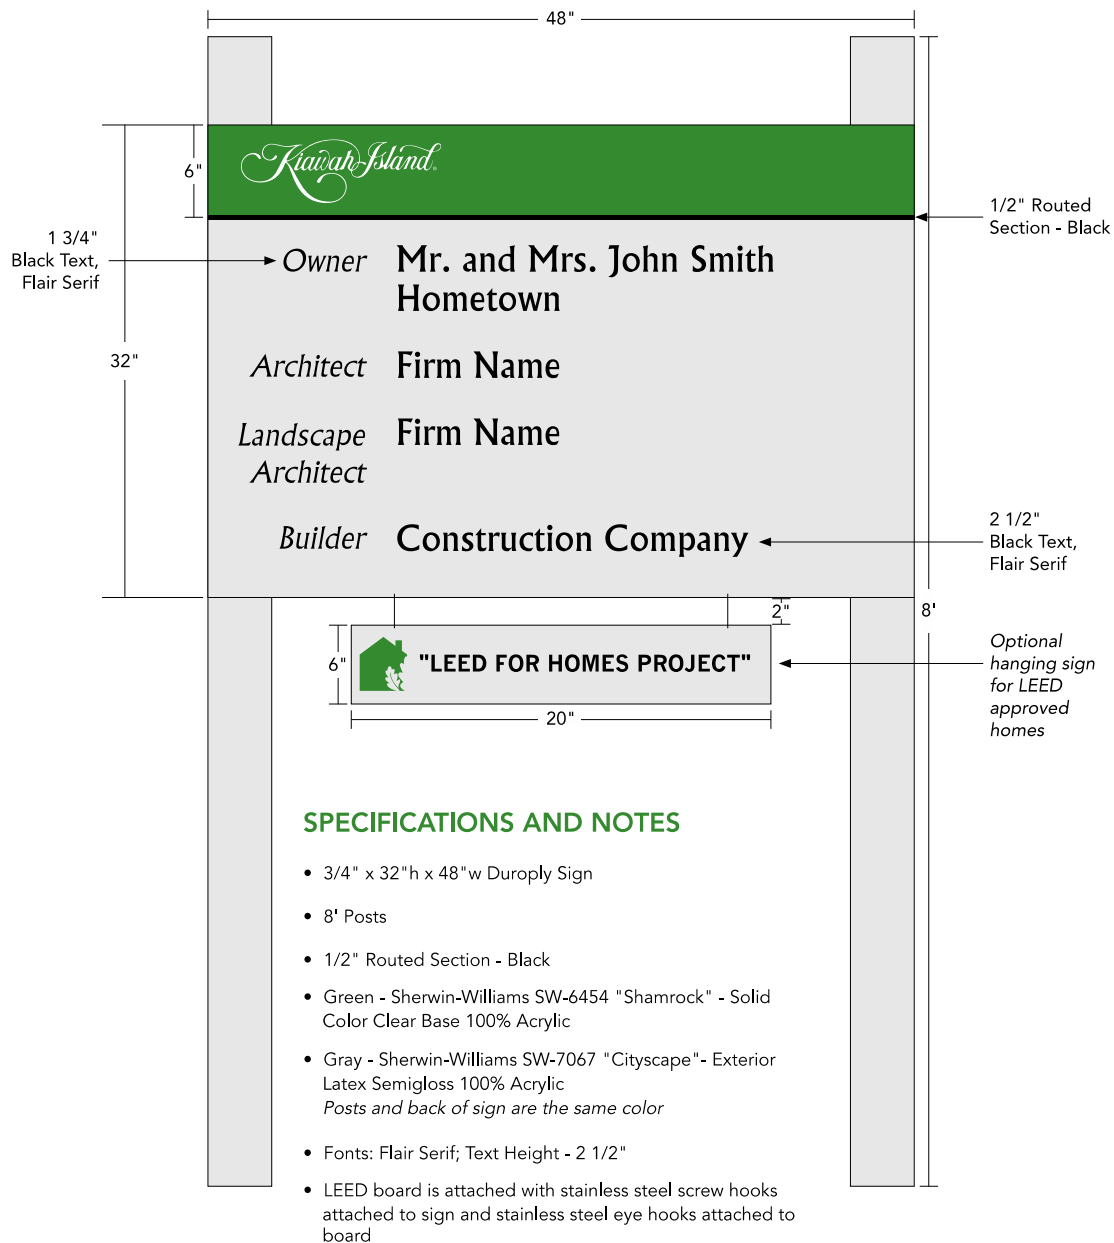 48"
6"
Kiawah Island
1/2" Routed
Section - Black
1 3/4"
Black Text,
Flair Serif
Owner Mr. and Mrs. John Smith
Hometown
32"
Architect Firm Name
Landscape Firm Name
Architect
Builder Construction Company
2 1/2"
Black Text,
Flair Serif
2"
8'
6"
"LEED FOR HOMES PROJECT"
Optional
hanging sign
for LEED
approved
homes
20"
SPECIFICATIONS AND NOTES
• 3/4" x 32"h x 48"w Duroply Sign
• 8' Posts
• 1/2" Routed Section - Black
• Green - Sherwin-Williams SW-6454 "Shamrock" - Solid
Color Clear Base 100% Acrylic
• Gray - Sherwin-Williams SW-7067 "Cityscape"- Exterior
Latex Semigloss 100% Acrylic
Posts and back of sign are the same color
• Fonts: Flair Serif; Text Height - 2 1/2"
• LEED board is attached with stainless steel screw hooks
attached to sign and stainless steel eye hooks attached to
board